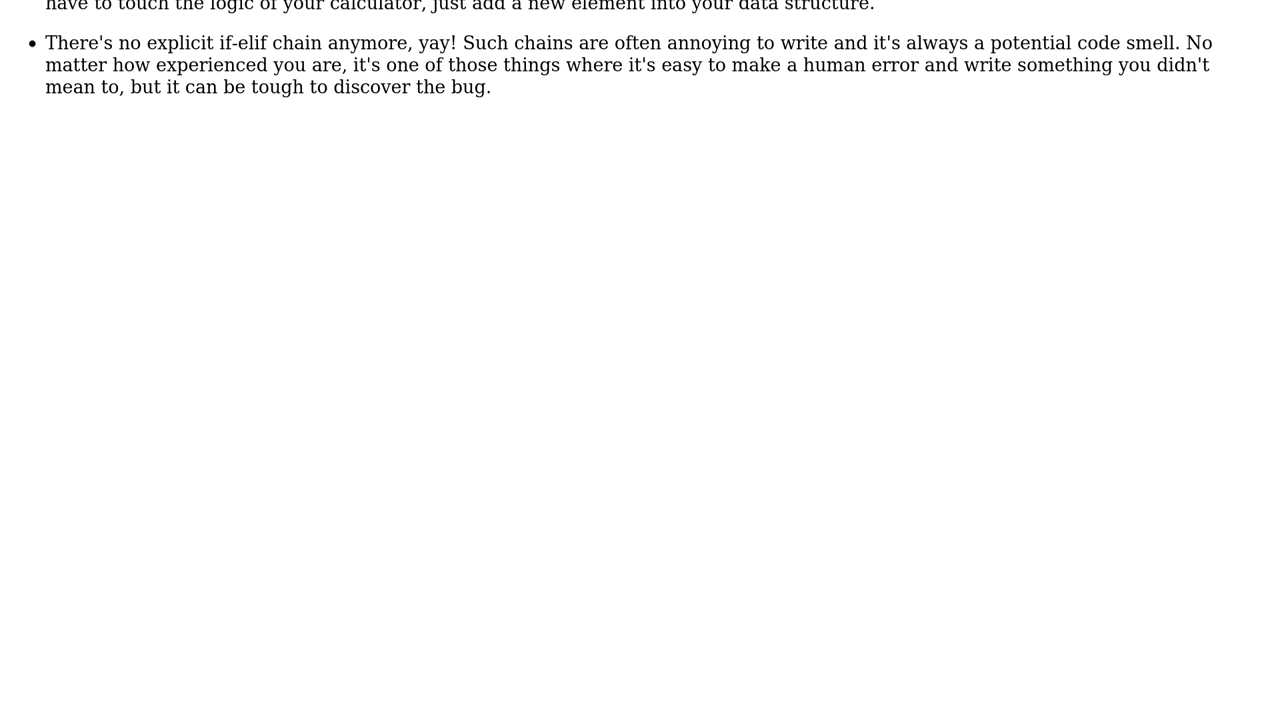 have to touch the logic of your calculator, just add a new element into your data structure.
• There's no explicit if-elif chain anymore, yay! Such chains are often annoying to write and it's always a potential code smell. No
matter how experienced you are, it's one of those things where it's easy to make a human error and write something you didn't
mean to, but it can be tough to discover the bug.